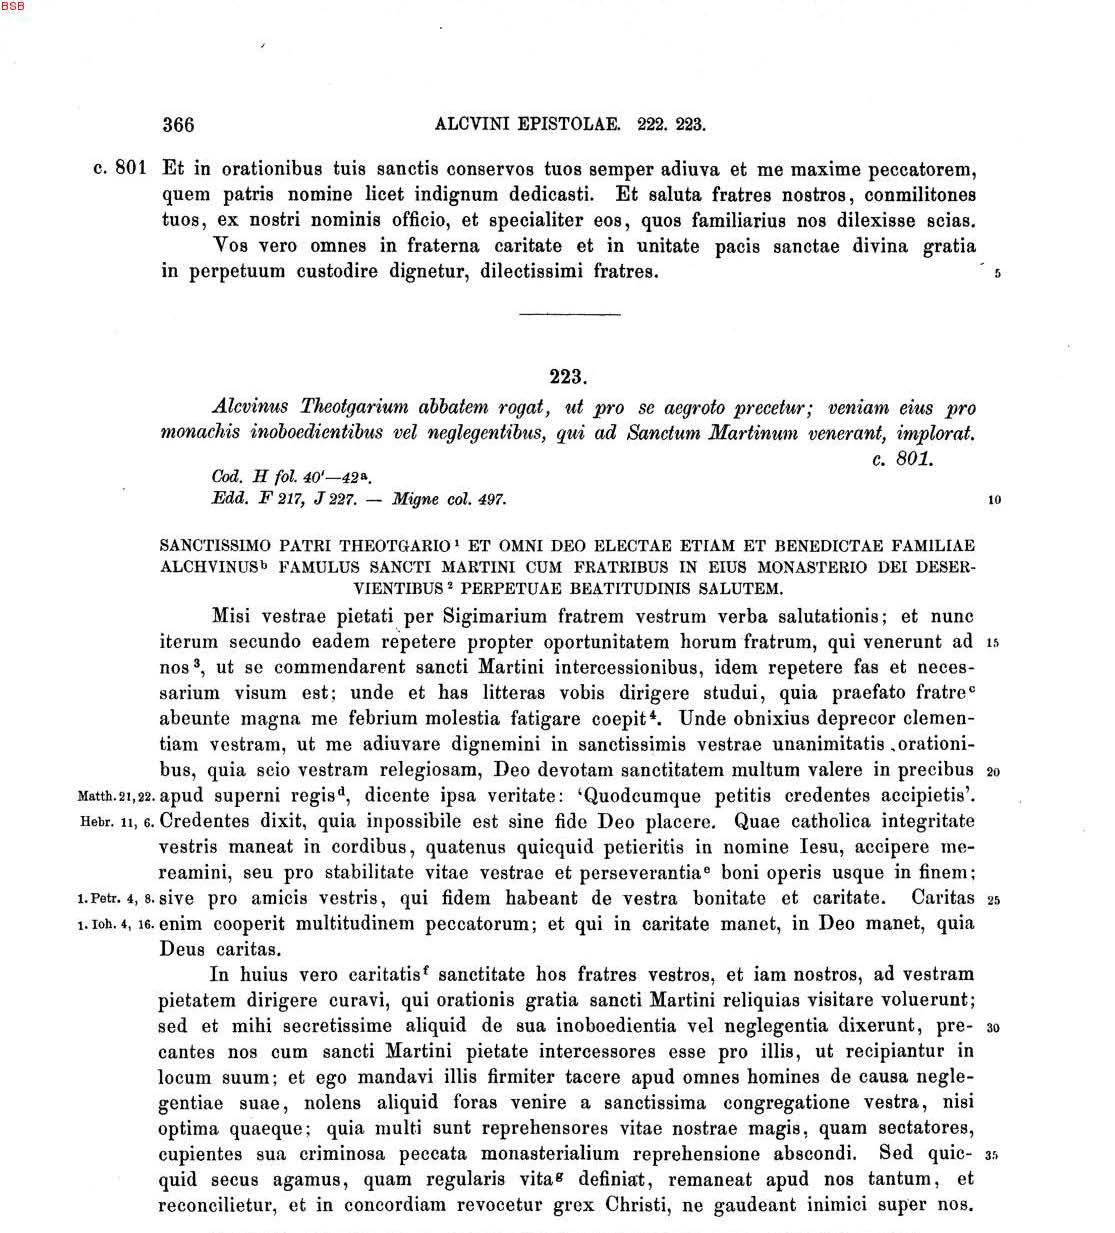 BSB
366 ALCVINI EPISTOLAE. 222. 223.
c. 801 Et in orationibus tuis sanctis conservos tuos semper adiuva et me maxime peccatorem,
quem patris nomine licet indignum dedicasti. Et saluta fratres nostros, conmilitones
tuos, ex nostri nominis officio, et specialiter eos, quos familiarius nos dilexisse scias.
Vos vero omnes in fraterna caritate et in unitate pacis sanctae divina gratia
in perpetuum custodire dignetur, dilectissimi fratres. 5
223.
Alcvinus Theotgarium abbatem rogat, ut pro se aegroto precetur; veniam eius pro
monachis inoboedientibus vel neglegentibus, qui ad Sanctum Martinum venerant, implorat.
c. 801.
Cod. H fol. 40'—42ª.
Edd. F 217, J 227. — Migne col. 497. 10
SANCTISSIMO PATRI THEOTGARIO¹ ET OMNI DEO ELECTAE ETIAM ET BENEDICTAE FAMILIAE
ALCHVINUSᵇ FAMULUS SANCTI MARTINI CUM FRATRIBUS IN EIUS MONASTERIO DEI DESER-
VIENTIBUS² PERPETUAE BEATITUDINIS SALUTEM.
Misi vestrae pietati per Sigimarium fratrem vestrum verba salutationis; et nunc
iterum secundo eadem repetere propter oportunitatem horum fratrum, qui venerunt ad 15
nos³, ut se commendarent sancti Martini intercessionibus, idem repetere fas et neces-
sarium visum est; unde et has litteras vobis dirigere studui, quia praefato fratreᶜ
abeunte magna me febrium molestia fatigare coepit⁴. Unde obnixius deprecor clemen-
tiam vestram, ut me adiuvare dignemini in sanctissimis vestrae unanimitatis orationi-
bus, quia scio vestram relegiosam, Deo devotam sanctitatem multum valere in precibus 20
Matth. 21, 22. apud superni regisᵈ, dicente ipsa veritate: ‘Quodcumque petitis credentes accipietis’.
Hebr. 11, 6. Credentes dixit, quia inpossibile est sine fide Deo placere. Quae catholica integritate
vestris maneat in cordibus, quatenus quicquid petieritis in nomine Iesu, accipere me-
reamini, seu pro stabilitate vitae vestrae et perseverantiaᵉ boni operis usque in finem;
1. Petr. 4, 8. sive pro amicis vestris, qui fidem habeant de vestra bonitate et caritate. Caritas 25
1. Ioh. 4, 16. enim cooperit multitudinem peccatorum; et qui in caritate manet, in Deo manet, quia
Deus caritas.
In huius vero caritatisᶠ sanctitate hos fratres vestros, et iam nostros, ad vestram
pietatem dirigere curavi, qui orationis gratia sancti Martini reliquias visitare voluerunt;
sed et mihi secretissime aliquid de sua inoboedientia vel neglegentia dixerunt, pre- 30
cantes nos cum sancti Martini pietate intercessores esse pro illis, ut recipiantur in
locum suum; et ego mandavi illis firmiter tacere apud omnes homines de causa negle-
gentiae suae, nolens aliquid foras venire a sanctissima congregatione vestra, nisi
optima quaeque; quia multi sunt reprehensores vitae nostrae magis, quam sectatores,
cupientes sua criminosa peccata monasterialium reprehensione abscondi. Sed quic- 35
quid secus agamus, quam regularis vitaᵍ definiat, remaneat apud nos tantum, et
reconcilietur, et in concordiam revocetur grex Christi, ne gaudeant inimici super nos.